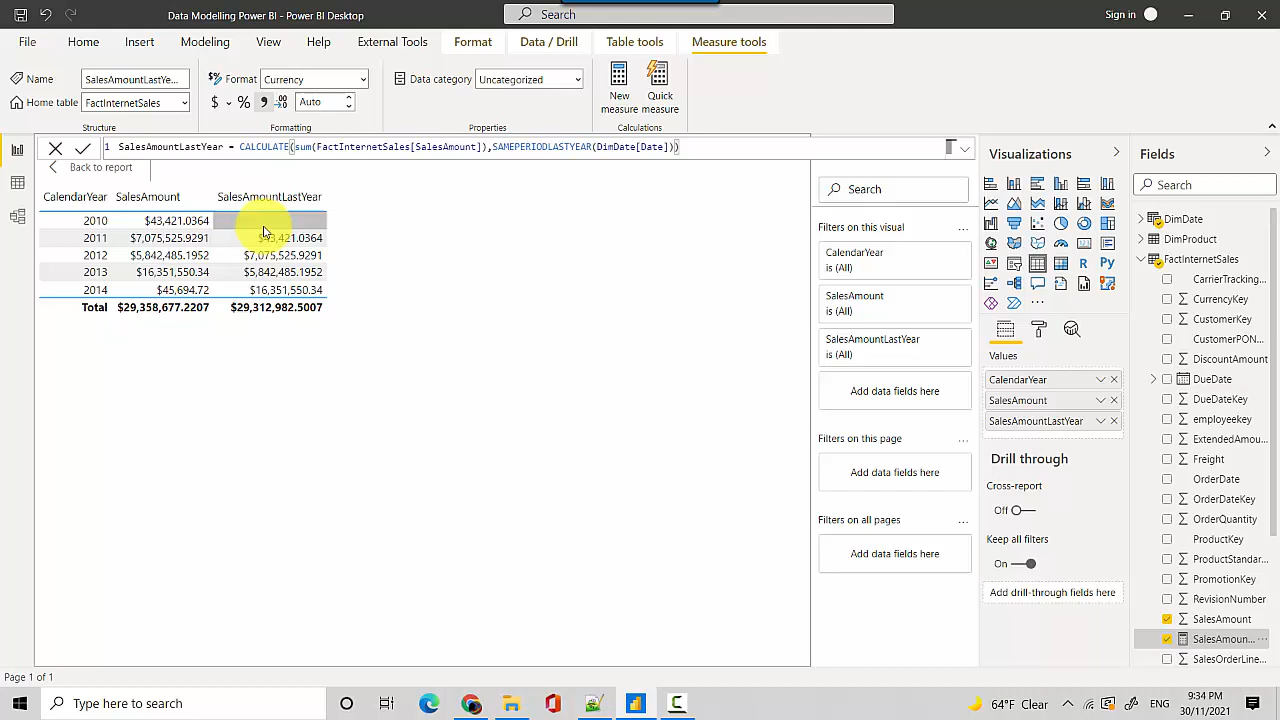 Data Modelling Power BI - Power BI Desktop
Search
Sign in
File
Home
Insert
Modeling
View
Help
External Tools
Format
Data / Drill
Table tools
Measure tools
Name
SalesAmountLastYe...
Format
Currency
Data category
Uncategorized
Home table
FactInternetSales
$
%
Auto
New
measure
Quick
measure
Structure
Formatting
Properties
Calculations
1 SalesAmountLastYear = CALCULATE(sum(FactInternetSales[SalesAmount]),SAMEPERIODLASTYEAR(DimDate[Date]))
Back to report
CalendarYear SalesAmount SalesAmountLastYear
2010 $43,421.0364
2011 $7,075,525.9291 $43,421.0364
2012 $5,842,485.1952 $7,075,525.9291
2013 $16,351,550.34 $5,842,485.1952
2014 $45,694.72 $16,351,550.34
Total $29,358,677.2207 $29,312,982.5007
Search
Filters on this visual
...
CalendarYear
is (All)
SalesAmount
is (All)
SalesAmountLastYear
is (All)
Add data fields here
Filters on this page
...
Add data fields here
Filters on all pages
...
Add data fields here
Visualizations
R
Py
...
Values
CalendarYear
SalesAmount
SalesAmountLastYear
Drill through
Cross-report
Off
Keep all filters
On
Add drill-through fields here
Fields
Search
DimDate
DimProduct
FactInternetSales
CarrierTracking...
CurrencyKey
CustomerKey
CustomerPON...
DiscountAmount
DueDate
DueDateKey
employeekey
ExtendedAmou...
Freight
OrderDate
OrderDateKey
OrderQuantity
ProductKey
ProductStandar...
PromotionKey
RevisionNumber
SalesAmount
SalesAmoun... ...
SalesOrderLine...
Page 1 of 1
Type here to search
64°F Clear
ENG
9:34 PM
30/11/2021